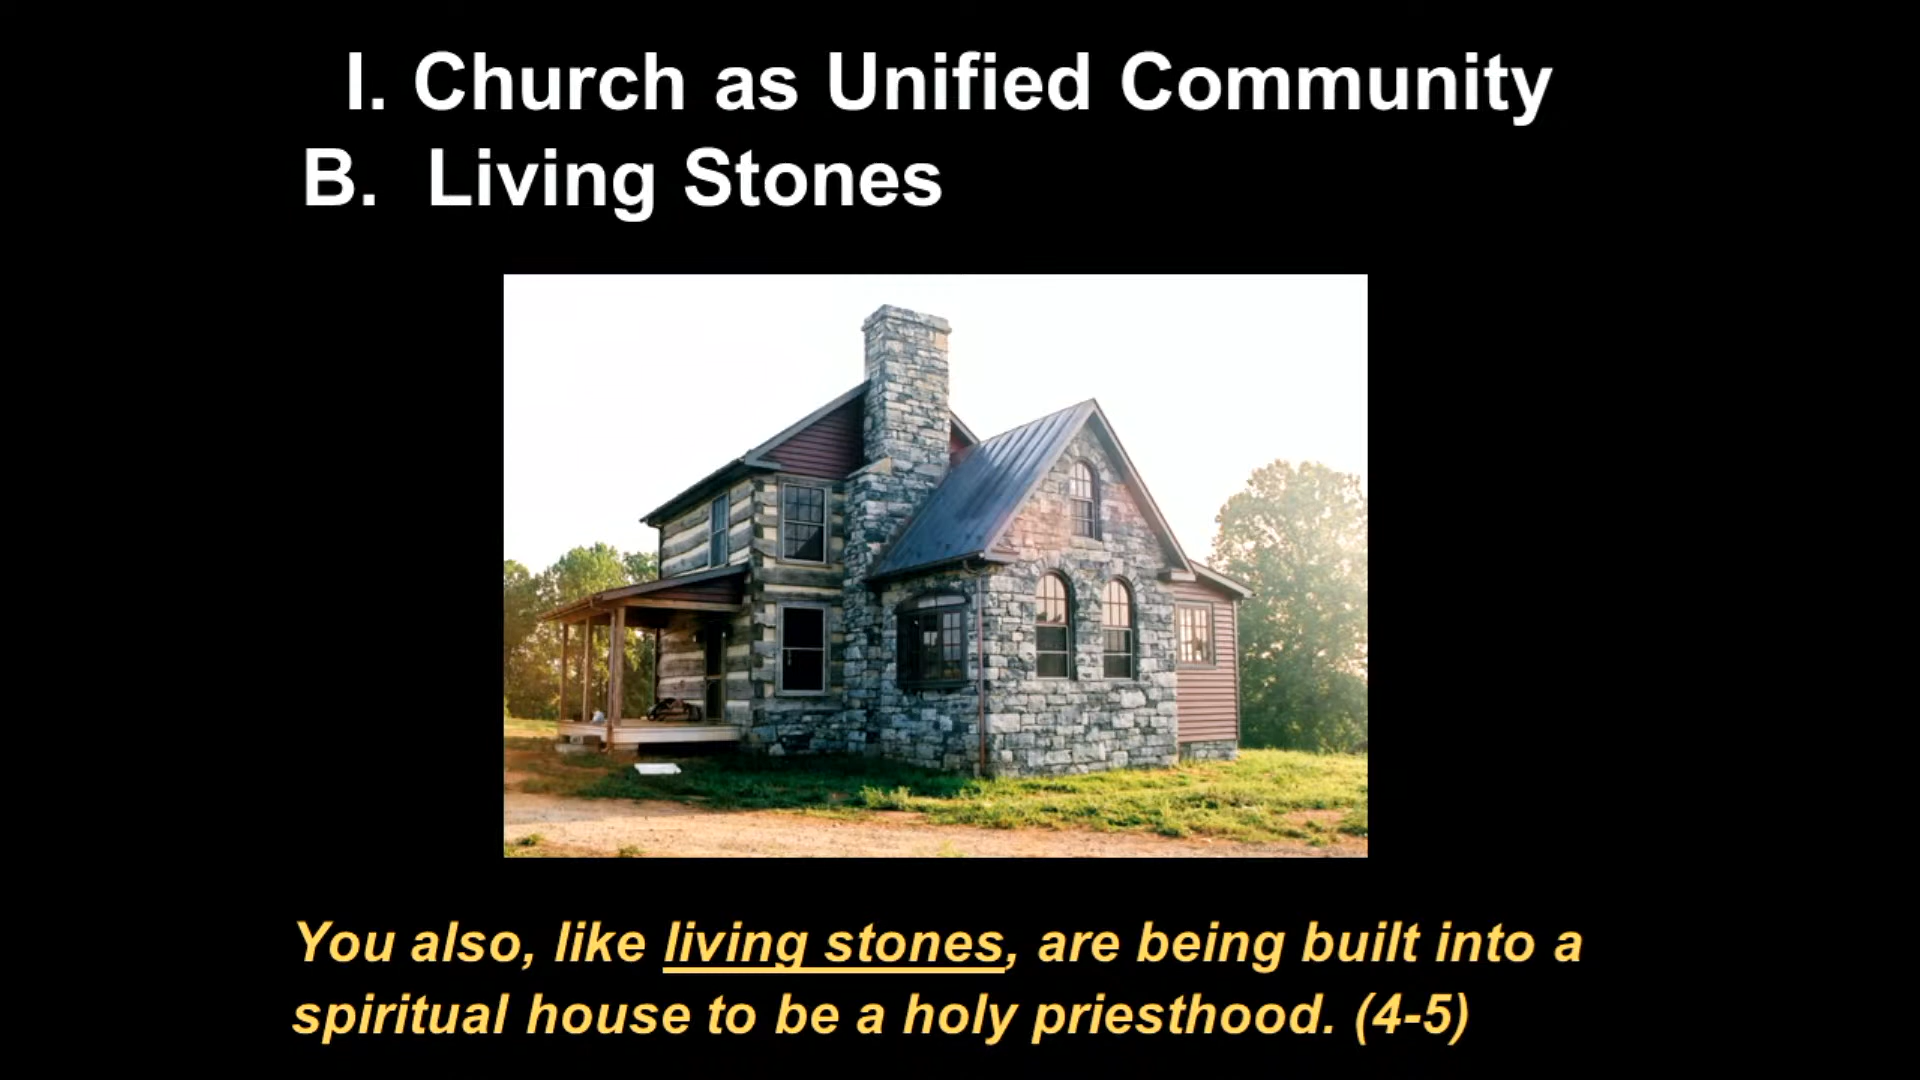 I. Church as Unified Community
B. Living Stones
You also, like living stones, are being built into a
spiritual house to be a holy priesthood. (4-5)